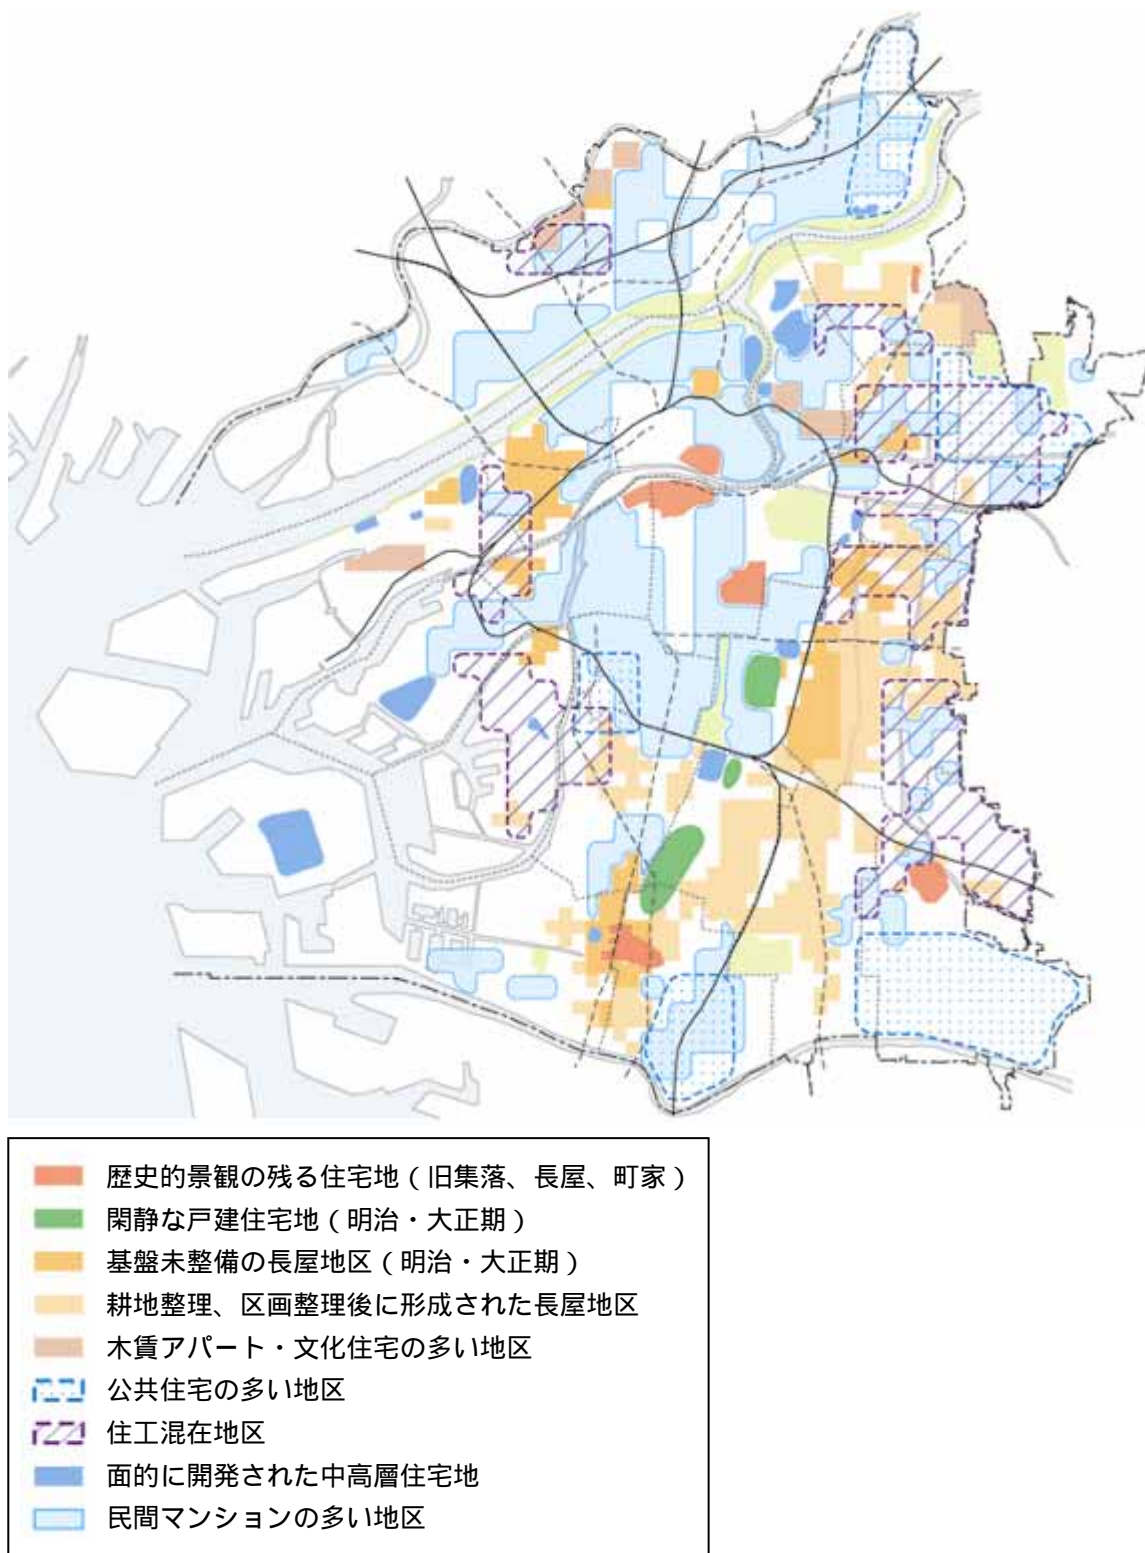 歴史的景観の残る住宅地（旧集落、長屋、町家）
閑静な戸建住宅地（明治・大正期）
基盤未整備の長屋地区（明治・大正期）
耕地整理、区画整理後に形成された長屋地区
木賃アパート・文化住宅の多い地区
公共住宅の多い地区
住工混在地区
面的に開発された中高層住宅地
民間マンションの多い地区